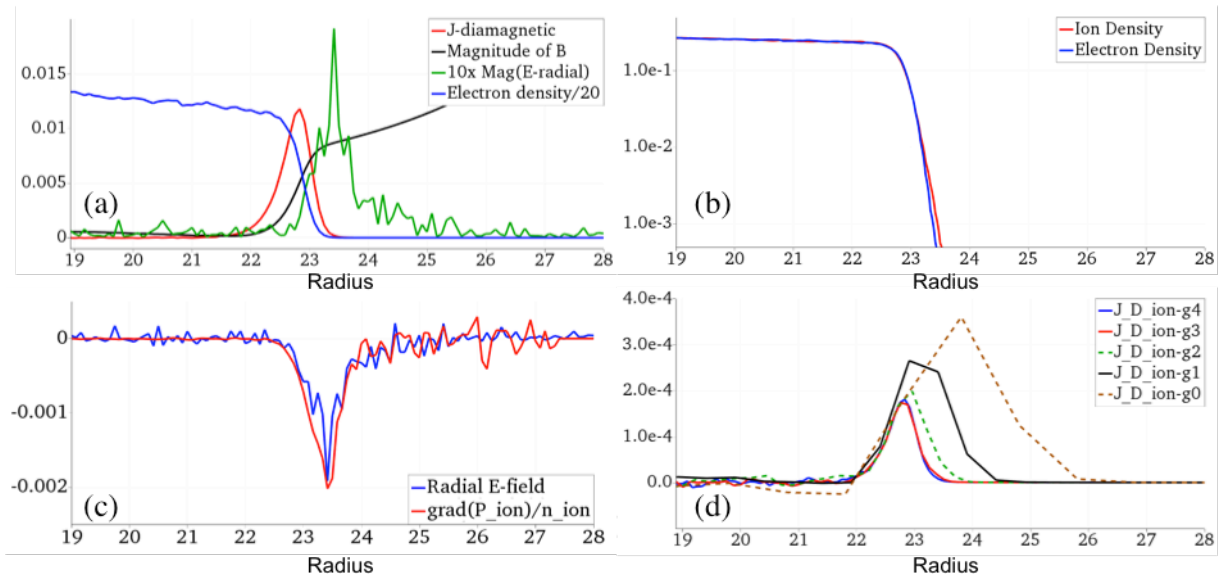 J-diamagnetic
Magnitude of B
10x Mag(E-radial)
Electron density/20
0.015
0.01
0.005
0
(a)
19 20 21 22 23 24 25 26 27 28
Radius
Ion Density
Electron Density
1.0e-1
1.0e-2
1.0e-3
(b)
19 20 21 22 23 24 25 26 27 28
Radius
0
-0.001
-0.002
(c)
Radial E-field
grad(P_ion)/n_ion
19 20 21 22 23 24 25 26 27 28
Radius
4.0e-4
3.0e-4
2.0e-4
1.0e-4
0.0
J_D_ion-g4
J_D_ion-g3
J_D_ion-g2
J_D_ion-g1
J_D_ion-g0
(d)
19 20 21 22 23 24 25 26 27 28
Radius